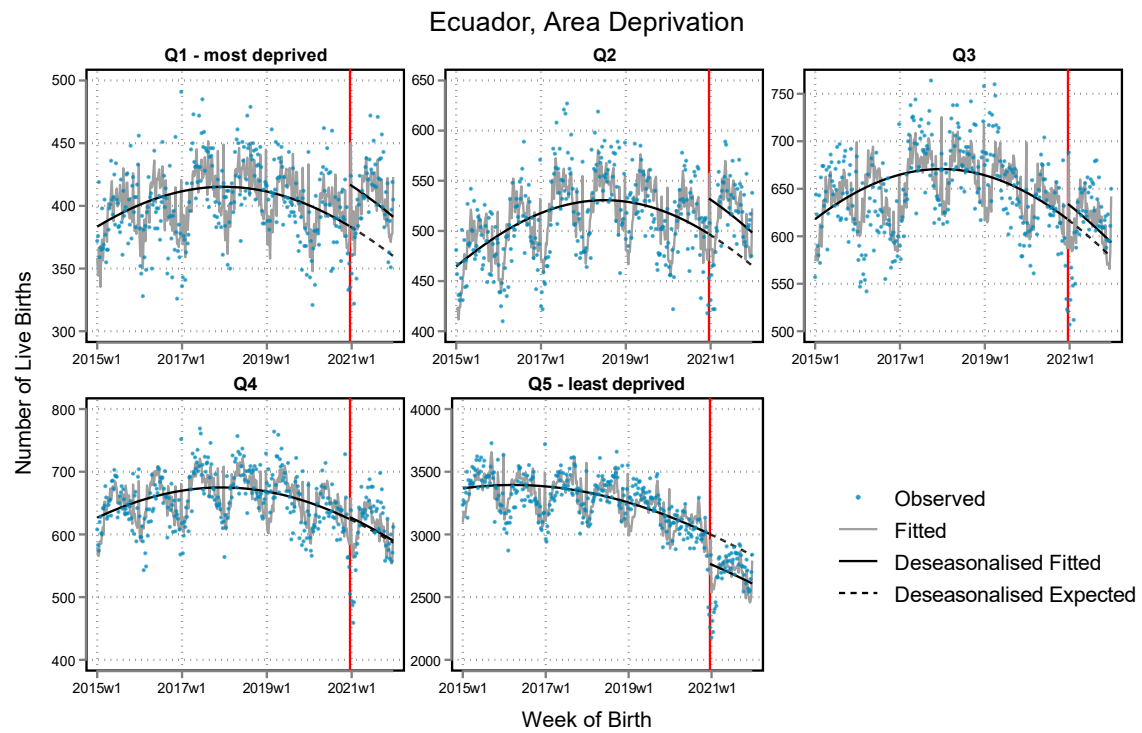 Ecuador, Area Deprivation
Number of Live Births
Q1 - most deprived
500
450
400
350
300
2015w1 2017w1 2019w1 2021w1
Q2
650
600
550
500
450
400
2015w1 2017w1 2019w1 2021w1
Q3
750
700
650
600
550
500
2015w1 2017w1 2019w1 2021w1
Q4
800
700
600
500
400
2015w1 2017w1 2019w1 2021w1
Q5 - least deprived
4000
3500
3000
2500
2000
2015w1 2017w1 2019w1 2021w1
Observed
Fitted
Deseasonalised Fitted
Deseasonalised Expected
Week of Birth